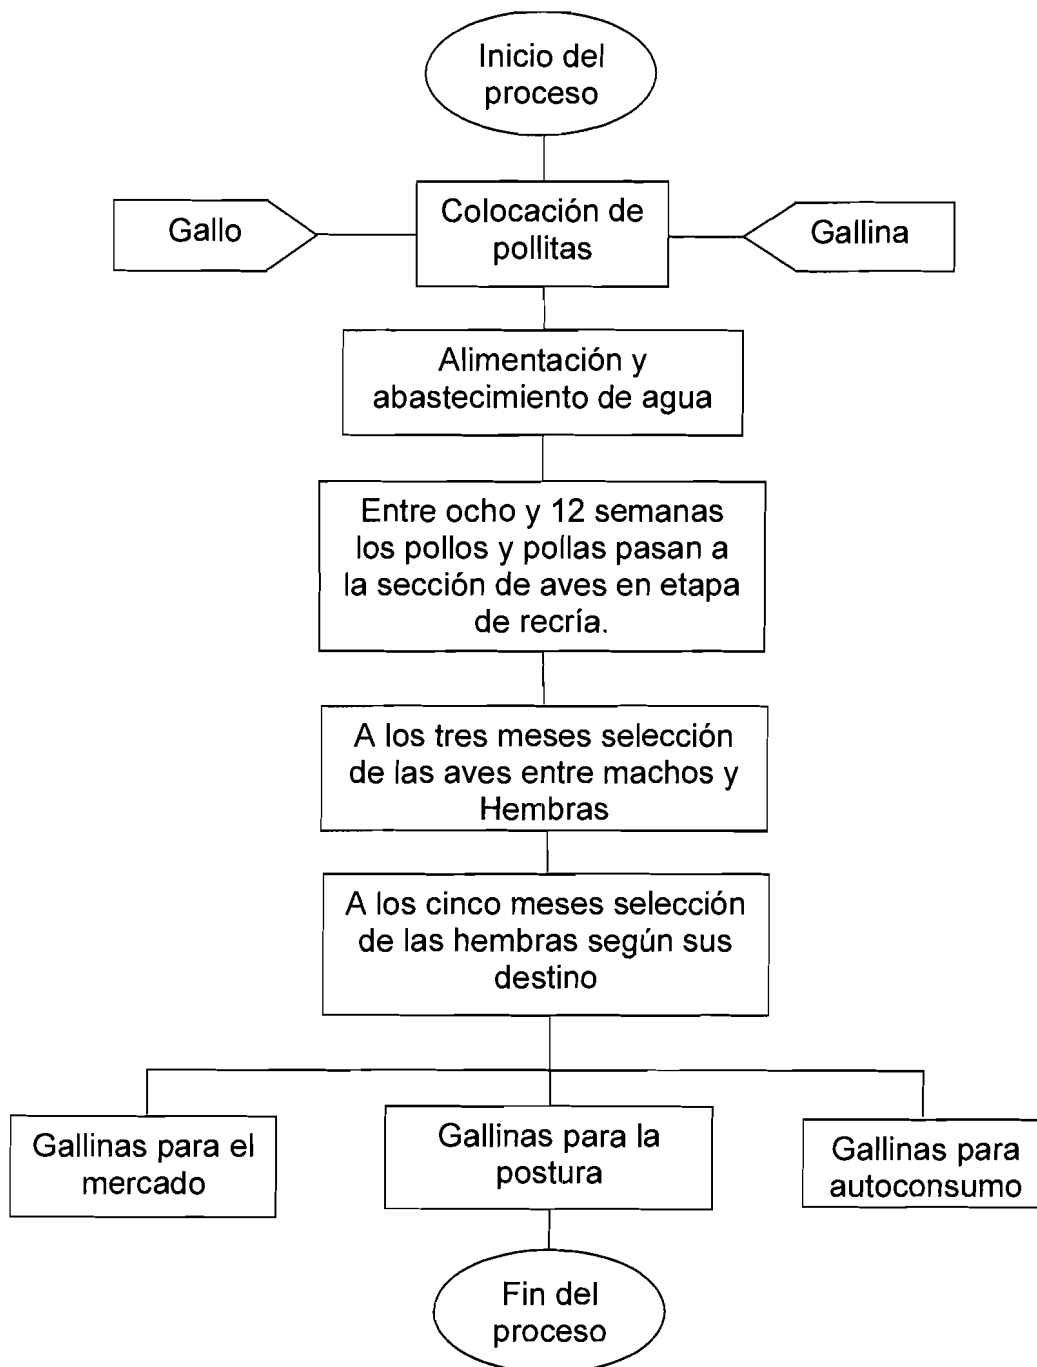 Inicio del
proceso
Gallo
Colocación de
pollitas
Gallina
Alimentación y
abastecimiento de agua
Entre ocho y 12 semanas
los pollos y pollas pasan a
la sección de aves en etapa
de recría.
A los tres meses selección
de las aves entre machos y
Hembras
A los cinco meses selección
de las hembras según sus
destino
Gallinas para el
mercado
Gallinas para la
postura
Gallinas para
autoconsumo
Fin del
proceso